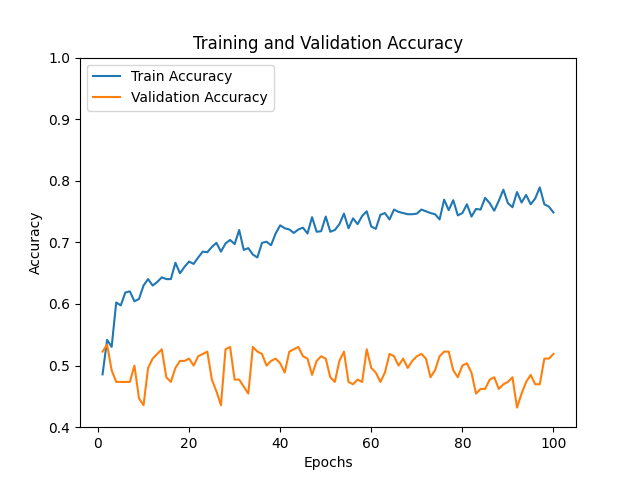 Training and Validation Accuracy
1.0
Train Accuracy
Validation Accuracy
0.9
0.8
0.7
Accuracy
0.6
0.5
0.4
0 20 40 60 80 100
Epochs